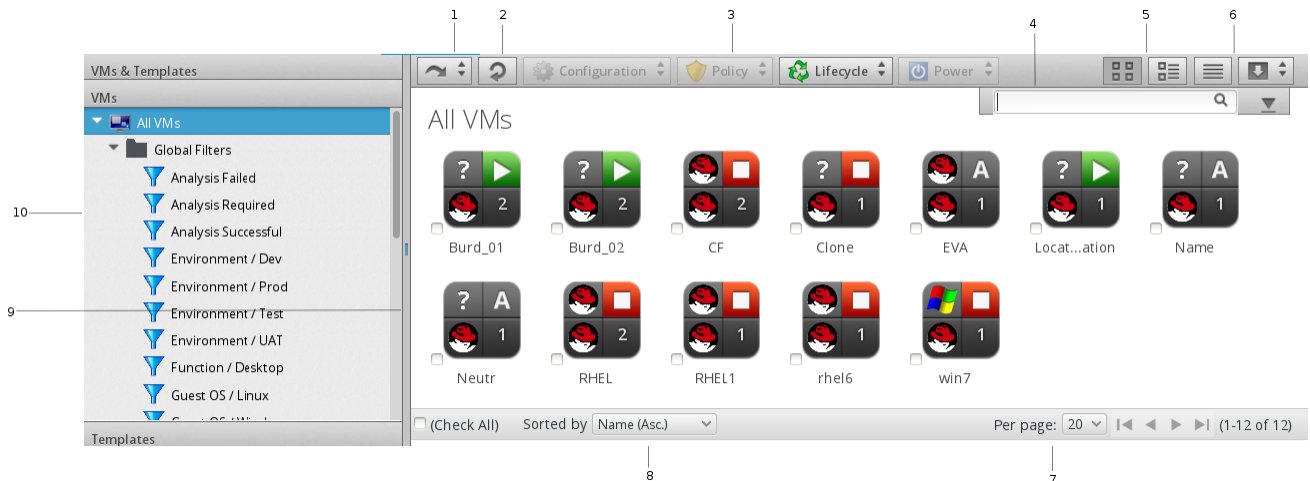 1
2
3
4
5
6
VMs & Templates
Configuration
Policy
Lifecycle
Power
VMs
All VMs
Global Filters
Analysis Failed
Analysis Required
Analysis Successful
Environment / Dev
Environment / Prod
Environment / Test
Environment / UAT
Function / Desktop
Guest OS / Linux
Templates
10
9
All VMs
? 2
Burd_01
? 2
Burd_02
2
CF
? 1
Clone
A 1
EVA
? 1
Locat...ation
? A 1
Name
? A 1
Neutr
2
RHEL
1
RHEL1
1
rhel6
1
win7
(Check All) Sorted by Name (Asc.) Per page: 20 (1-12 of 12)
8
7